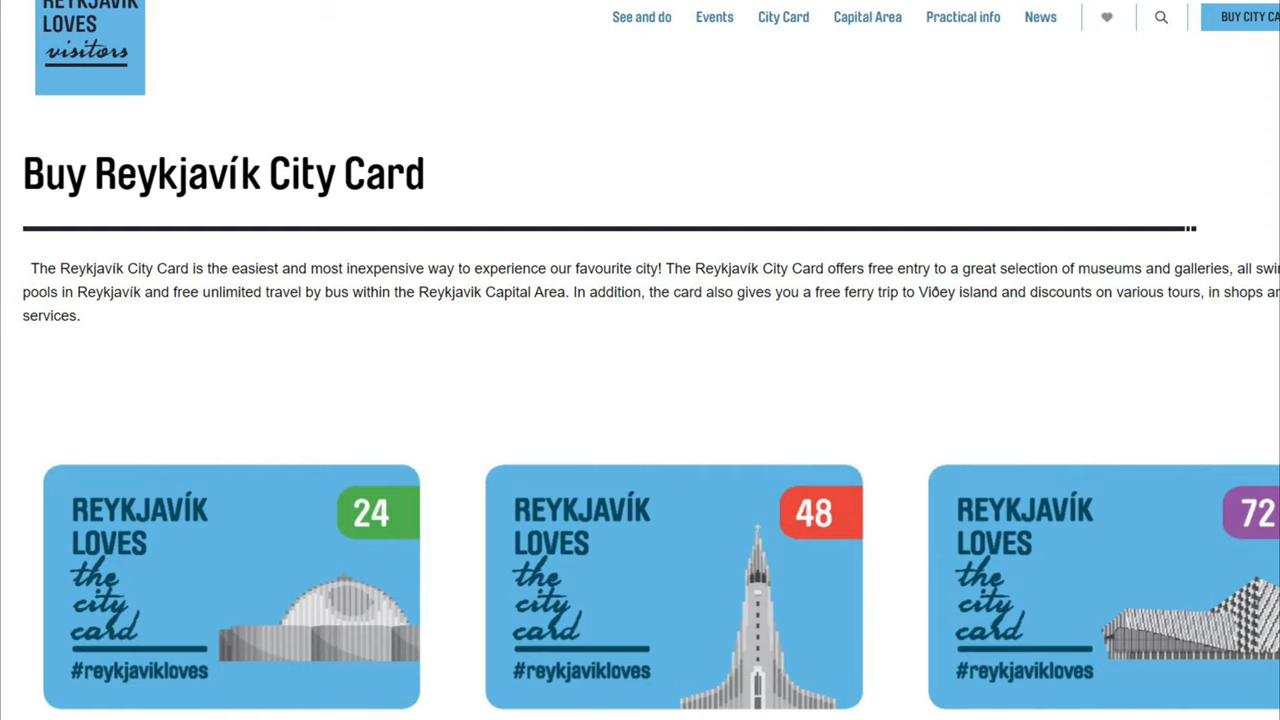 REYKJAVÍK
LOVES
visitors
See and do Events City Card Capital Area Practical info News BUY CITY
Buy Reykjavík City Card
The Reykjavík City Card is the easiest and most inexpensive way to experience our favourite city! The Reykjavík City Card offers free entry to a great selection of museums and galleries, all
pools in Reykjavík and free unlimited travel by bus within the Reykjavik Capital Area. In addition, the card also gives you a free ferry trip to Viðey island and discounts on various tours, in shops
services.
REYKJAVÍK
LOVES
the
city
card
#reykjavikloves
24
REYKJAVÍK
LOVES
the
city
card
#reykjavikloves
48
REYKJAVÍK
LOVES
the
city
card
#reykjavikloves
72